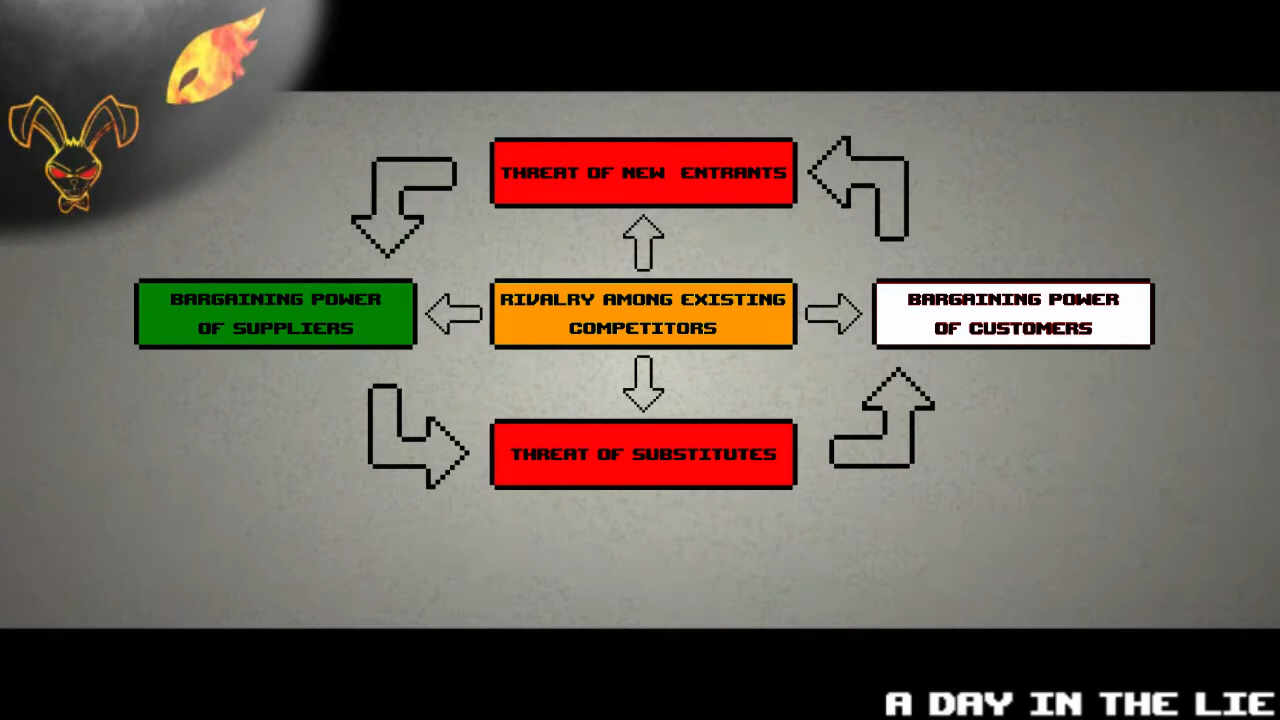 THREAT OF NEW  ENTRANTS
BARGAINING POWER
OF SUPPLIERS
RIVALRY AMONG EXISTING
COMPETITORS
BARGAINING POWER
OF CUSTOMERS
THREAT OF SUBSTITUTES
A DAY IN THE LIE